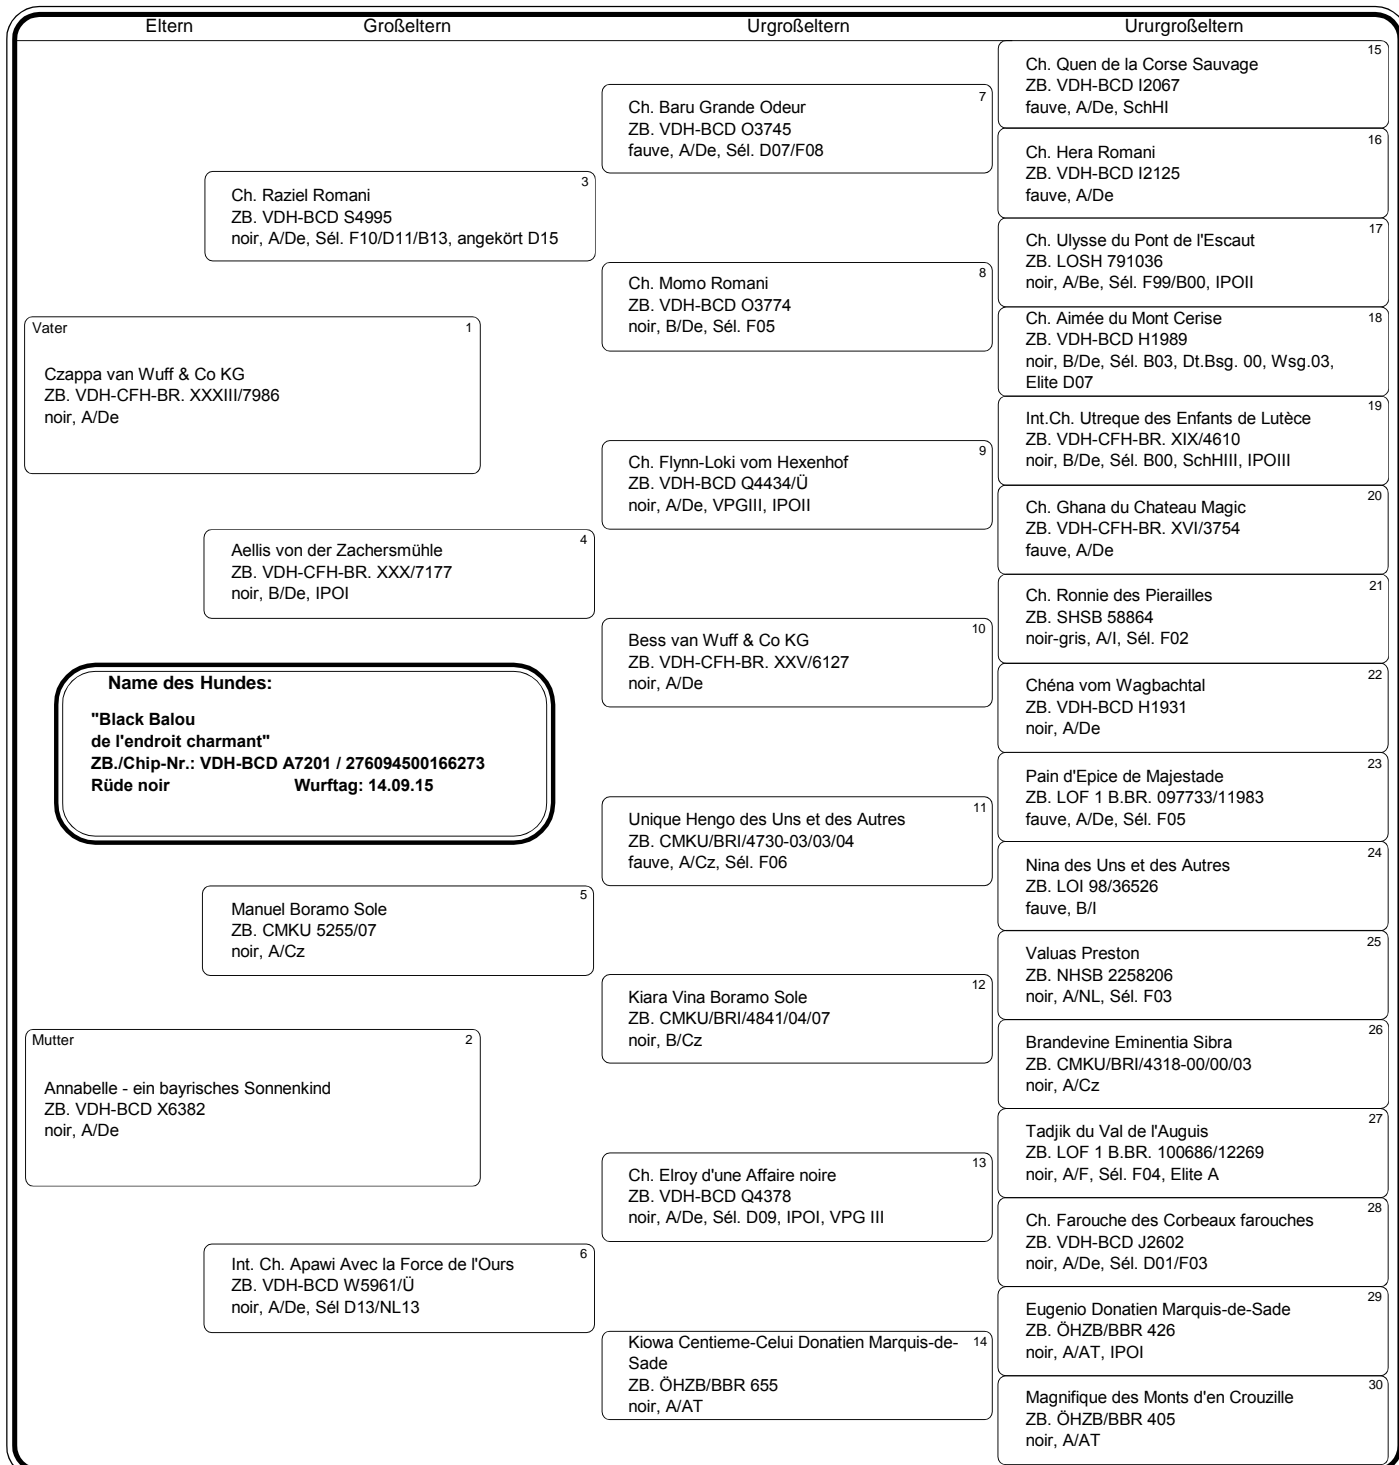 Eltern Großeltern Urgroßeltern Ururgroßeltern
Vater 1
Czappa van Wuff & Co KG
ZB. VDH-CFH-BR. XXXIII/7986
noir, A/De
Mutter 2
Annabelle - ein bayrisches Sonnenkind
ZB. VDH-BCD X6382
noir, A/De
Name des Hundes:
"Black Balou
de l'endroit charmant"
ZB./Chip-Nr.: VDH-BCD A7201 / 276094500166273
Rüde noir Wurftag: 14.09.15
3
Ch. Raziel Romani
ZB. VDH-BCD S4995
noir, A/De, Sél. F10/D11/B13, angekört D15
4
Aellis von der Zachersmühle
ZB. VDH-CFH-BR. XXX/7177
noir, B/De, IPOI
5
Manuel Boramo Sole
ZB. CMKU 5255/07
noir, A/Cz
6
Int. Ch. Apawi Avec la Force de l'Ours
ZB. VDH-BCD W5961/Ü
noir, A/De, Sél D13/NL13
7
Ch. Baru Grande Odeur
ZB. VDH-BCD O3745
fauve, A/De, Sél. D07/F08
8
Ch. Momo Romani
ZB. VDH-BCD O3774
noir, B/De, Sél. F05
9
Ch. Flynn-Loki vom Hexenhof
ZB. VDH-BCD Q4434/Ü
noir, A/De, VPGIII, IPOII
10
Bess van Wuff & Co KG
ZB. VDH-CFH-BR. XXV/6127
noir, A/De
11
Unique Hengo des Uns et des Autres
ZB. CMKU/BRI/4730-03/03/04
fauve, A/Cz, Sél. F06
12
Kiara Vina Boramo Sole
ZB. CMKU/BRI/4841/04/07
noir, B/Cz
13
Ch. Elroy d'une Affaire noire
ZB. VDH-BCD Q4378
noir, A/De, Sél. D09, IPOI, VPG III
Kiowa Centieme-Celui Donatien Marquis-de- 14
Sade
ZB. ÖHZB/BBR 655
noir, A/AT
15
Ch. Quen de la Corse Sauvage
ZB. VDH-BCD I2067
fauve, A/De, SchHI
16
Ch. Hera Romani
ZB. VDH-BCD I2125
fauve, A/De
17
Ch. Ulysse du Pont de l'Escaut
ZB. LOSH 791036
noir, A/Be, Sél. F99/B00, IPOII
Ch. Aimée du Mont Cerise 18
ZB. VDH-BCD H1989
noir, B/De, Sél. B03, Dt.Bsg. 00, Wsg.03,
Elite D07
19
Int.Ch. Utreque des Enfants de Lutèce
ZB. VDH-CFH-BR. XIX/4610
noir, B/De, Sél. B00, SchHIII, IPOIII
20
Ch. Ghana du Chateau Magic
ZB. VDH-CFH-BR. XVI/3754
fauve, A/De
21
Ch. Ronnie des Pierailles
ZB. SHSB 58864
noir-gris, A/I, Sél. F02
22
Chéna vom Wagbachtal
ZB. VDH-BCD H1931
noir, A/De
23
Pain d'Epice de Majestade
ZB. LOF 1 B.BR. 097733/11983
fauve, A/De, Sél. F05
24
Nina des Uns et des Autres
ZB. LOI 98/36526
fauve, B/I
25
Valuas Preston
ZB. NHSB 2258206
noir, A/NL, Sél. F03
26
Brandevine Eminentia Sibra
ZB. CMKU/BRI/4318-00/00/03
noir, A/Cz
27
Tadjik du Val de l'Auguis
ZB. LOF 1 B.BR. 100686/12269
noir, A/F, Sél. F04, Elite A
28
Ch. Farouche des Corbeaux farouches
ZB. VDH-BCD J2602
noir, A/De, Sél. D01/F03
29
Eugenio Donatien Marquis-de-Sade
ZB. ÖHZB/BBR 426
noir, A/AT, IPOI
30
Magnifique des Monts d'en Crouzille
ZB. ÖHZB/BBR 405
noir, A/AT